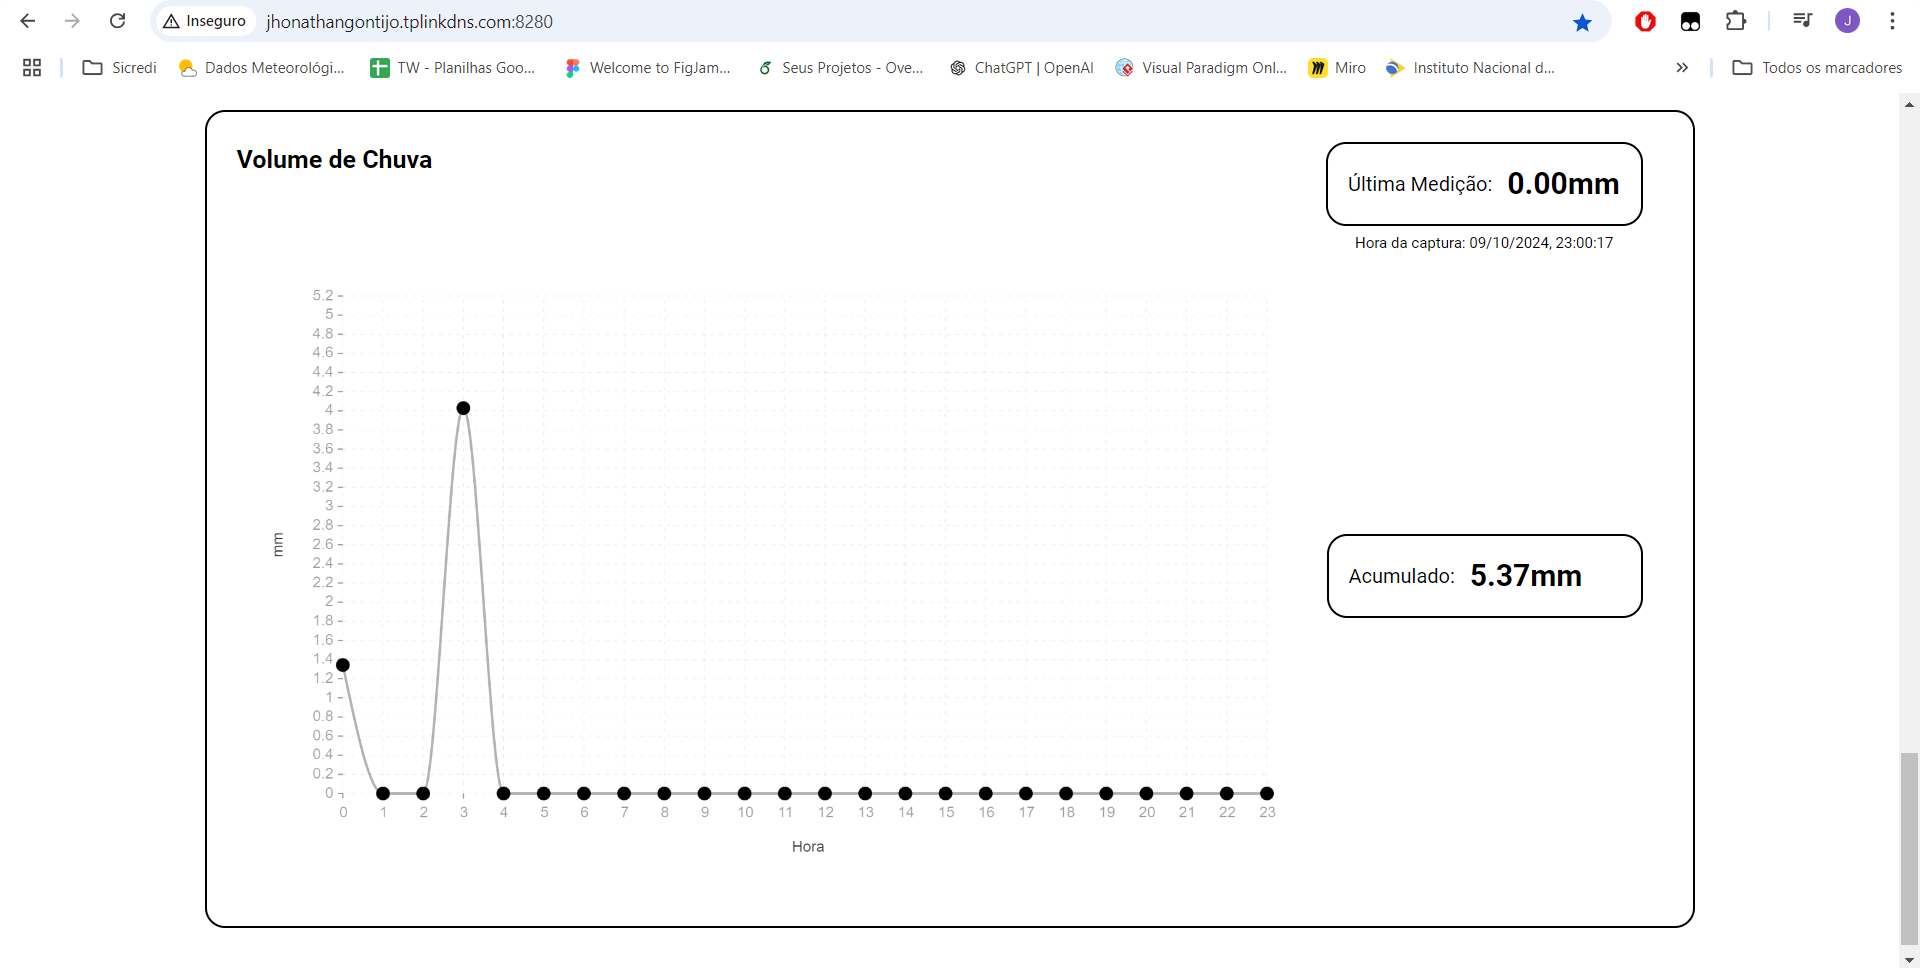 Inseguro jhonathangontijo.tplinkdns.com:8280
J
Sicredi Dados Meteorológi... TW - Planilhas Goo... Welcome to FigJam... Seus Projetos - Ove... ChatGPT | OpenAI Visual Paradigm Onl... Miro Instituto Nacional d... Todos os marcadores
Volume de Chuva
Última Medição: 0.00mm
Hora da captura: 09/10/2024, 23:00:17
5.2
5
4.8
4.6
4.4
4.2
4
3.8
3.6
3.4
3.2
3
2.8
2.6
2.4
2.2
2
1.8
1.6
1.4
1.2
1
0.8
0.6
0.4
0.2
0
mm
0 1 2 3 4 5 6 7 8 9 10 11 12 13 14 15 16 17 18 19 20 21 22 23
Hora
Acumulado: 5.37mm